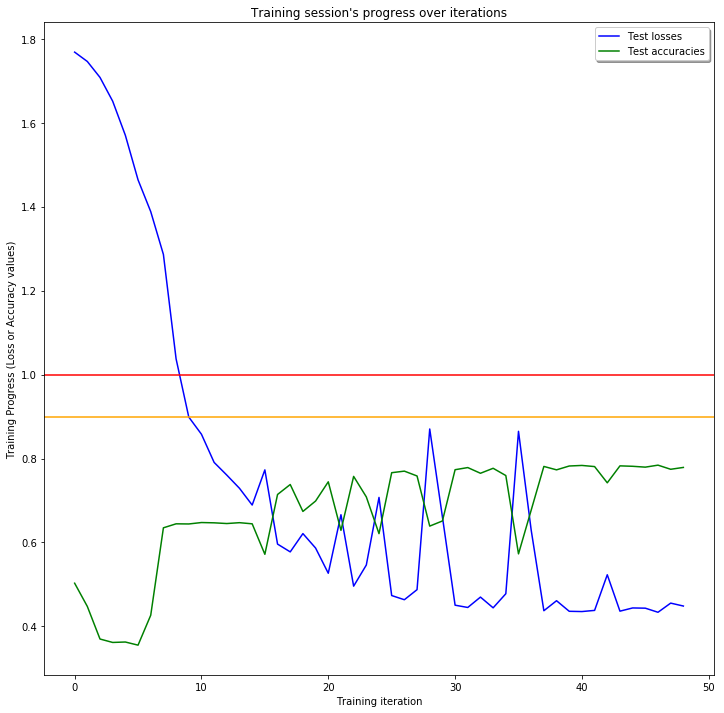 Training session's progress over iterations
Test losses
Test accuracies
Training Progress (Loss or Accuracy values)
1.8
1.6
1.4
1.2
1.0
0.8
0.6
0.4
0
10
20
30
40
50
Training iteration